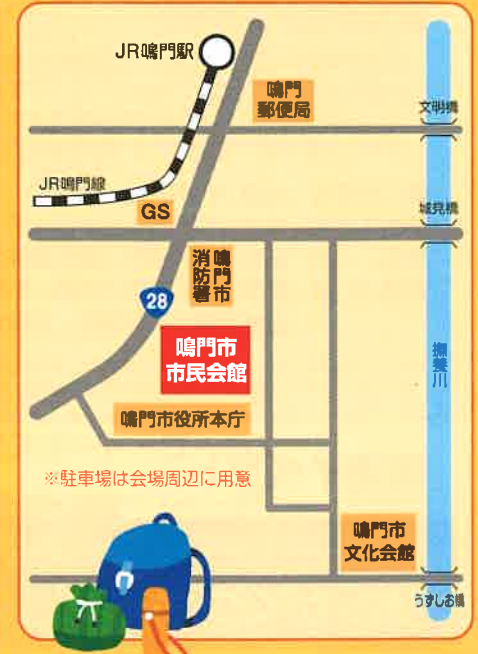 JR鳴門駅
鳴門
郵便局
文明橋
JR鳴門線
GS
城見橋
鳴門市
消防署
28
撫養川
鳴門市
市民会館
鳴門市役所本庁
※駐車場は会場周辺に用意
鳴門市
文化会館
うずしお橋